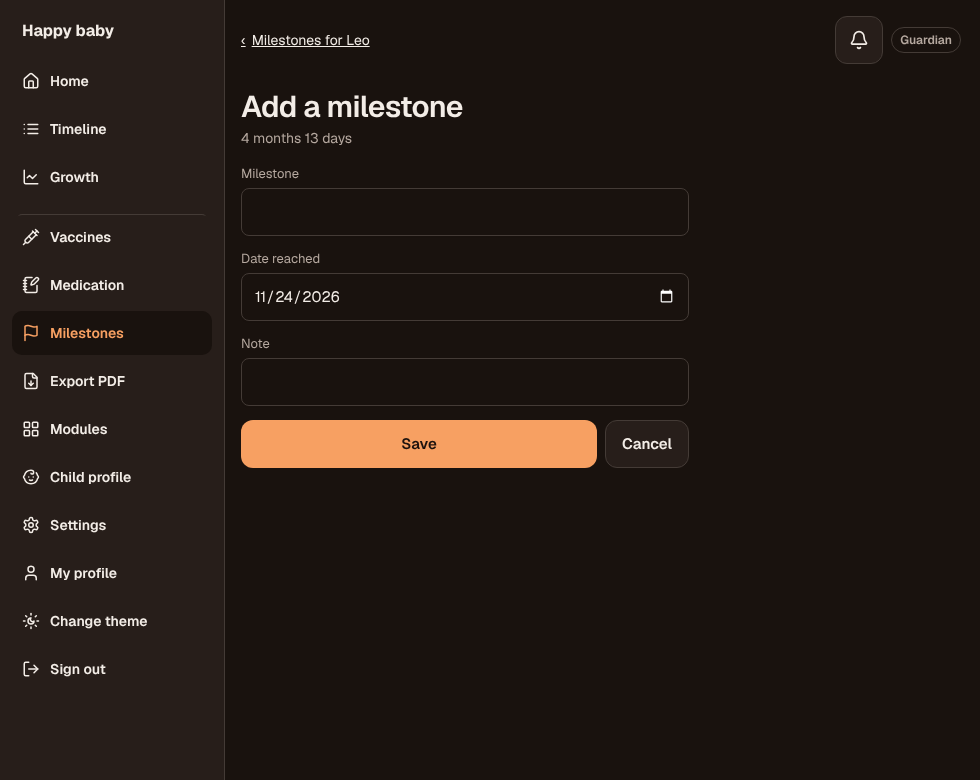 Happy baby
Home
Timeline
Growth
Vaccines
Medication
Milestones
Export PDF
Modules
Child profile
Settings
My profile
Change theme
Sign out
‹ Milestones for Leo
Guardian
Add a milestone
4 months 13 days
Milestone
Date reached
11/24/2026
Note
Save
Cancel